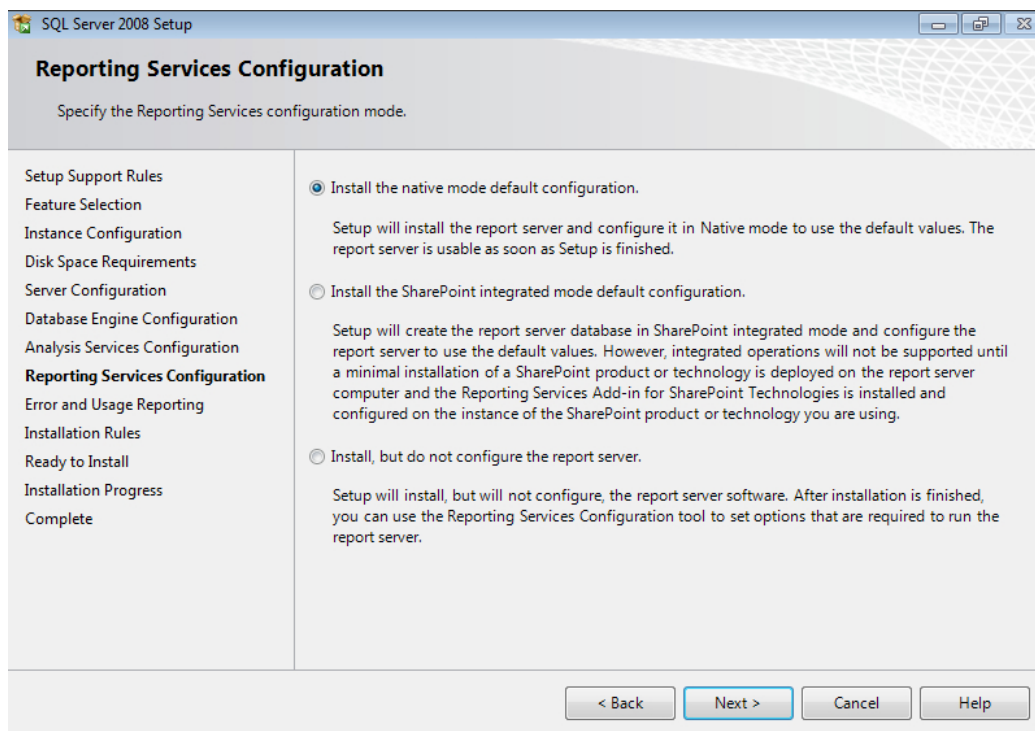 SQL Server 2008 Setup
Reporting Services Configuration
Specify the Reporting Services configuration mode.
Setup Support Rules
Feature Selection
Instance Configuration
Disk Space Requirements
Server Configuration
Database Engine Configuration
Analysis Services Configuration
Reporting Services Configuration
Error and Usage Reporting
Installation Rules
Ready to Install
Installation Progress
Complete
Install the native mode default configuration.
Setup will install the report server and configure it in Native mode to use the default values. The
report server is usable as soon as Setup is finished.
Install the SharePoint integrated mode default configuration.
Setup will create the report server database in SharePoint integrated mode and configure the
report server to use the default values. However, integrated operations will not be supported until
a minimal installation of a SharePoint product or technology is deployed on the report server
computer and the Reporting Services Add-in for SharePoint Technologies is installed and
configured on the instance of the SharePoint product or technology you are using.
Install, but do not configure the report server.
Setup will install, but will not configure, the report server software. After installation is finished,
you can use the Reporting Services Configuration tool to set options that are required to run the
report server.
< Back
Next >
Cancel
Help